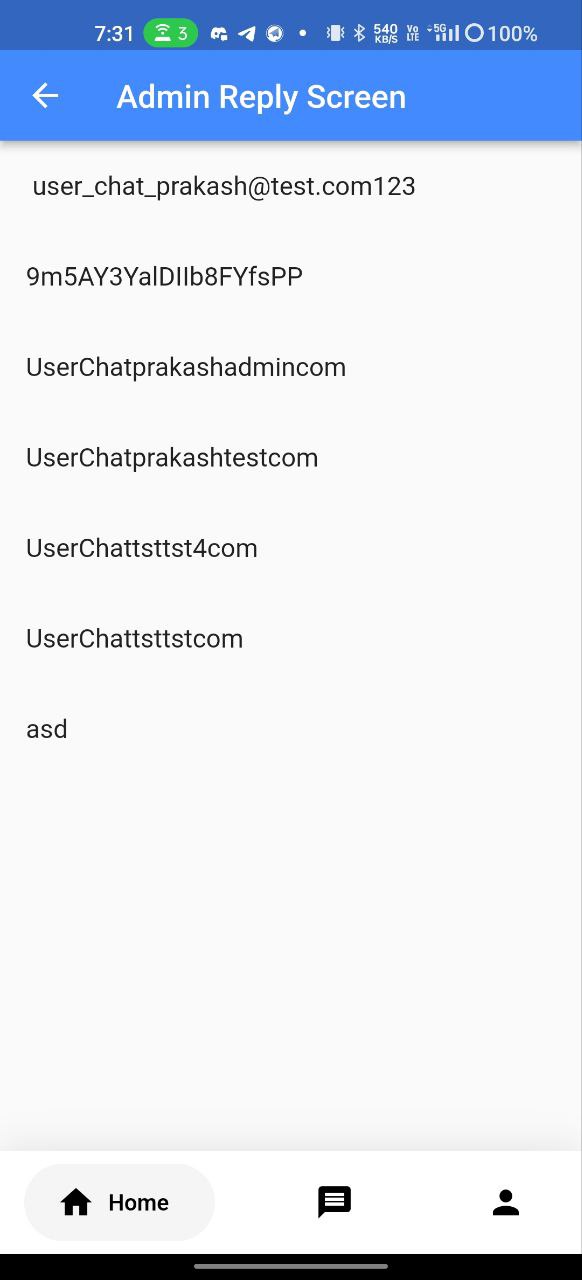 7:31 3 540 KB/S Vo LTE 5G 100%
Admin Reply Screen
user_chat_prakash@test.com123
9m5AY3YalDIIb8FYfsPP
UserChatprakashadmincom
UserChatprakashtestcom
UserChattsttst4com
UserChattsttstcom
asd
Home